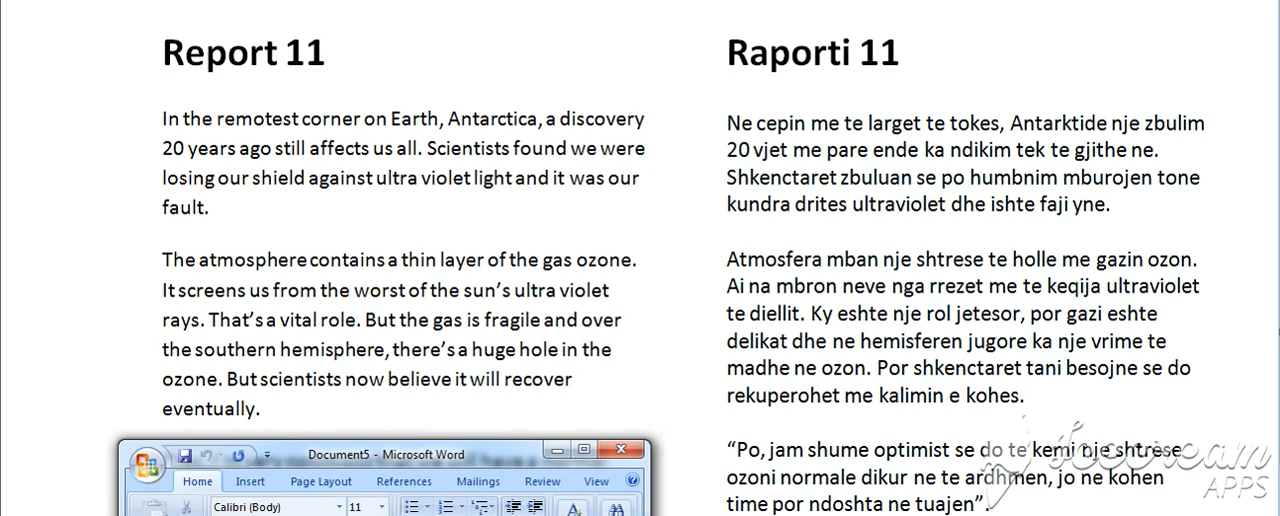 Report 11
In the remotest corner on Earth, Antarctica, a discovery
20 years ago still affects us all. Scientists found we were
losing our shield against ultra violet light and it was our
fault.
The atmosphere contains a thin layer of the gas ozone.
It screens us from the worst of the sun's ultra violet
rays. That's a vital role. But the gas is fragile and over
the southern hemisphere, there's a huge hole in the
ozone. But scientists now believe it will recover
eventually.
Document5 - Microsoft Word
Home Insert Page Layout References Mailings Review View
Calibri (Body) 11
Raporti 11
Ne cepin me te larget te tokes, Antarktide nje zbulim
20 vjet me pare ende ka ndikim tek te gjithe ne.
Shkenctaret zbuluan se po humbnim mburojen tone
kundra drites ultraviolet dhe ishte faji yne.
Atmosfera mban nje shtrese te holle me gazin ozon.
Ai na mbron neve nga rrezet me te keqija ultraviolet
te diellit. Ky eshte nje rol jetesor, por gazi eshte
delikat dhe ne hemisferen jugore ka nje vrime te
madhe ne ozon. Por shkenctaret tani besojne se do
rekuperohet me kalimin e kohes.
“Po, jam shume optimist se do te kemi nje shtrese
ozoni normale dikur ne te ardhmen, jo ne kohen
time por ndoshta ne tuajen”.
Icecream
APPS